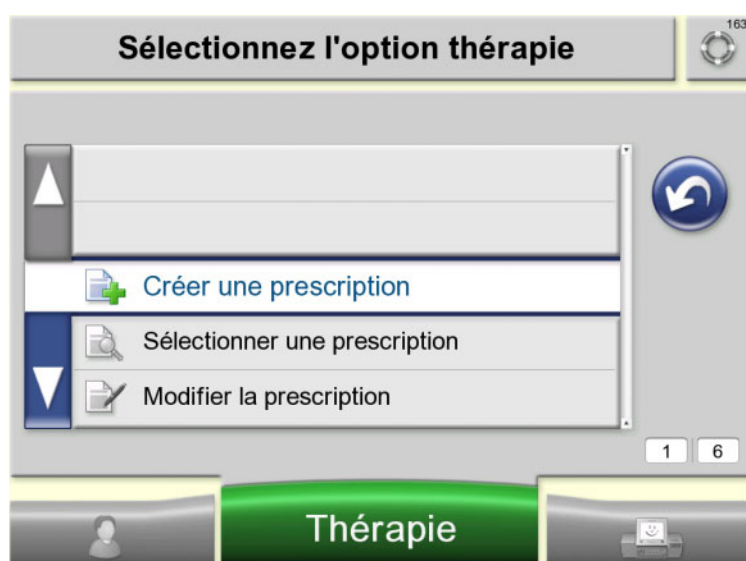 Sélectionnez l'option thérapie
163
Créer une prescription
Sélectionner une prescription
Modifier la prescription
1 6
Thérapie